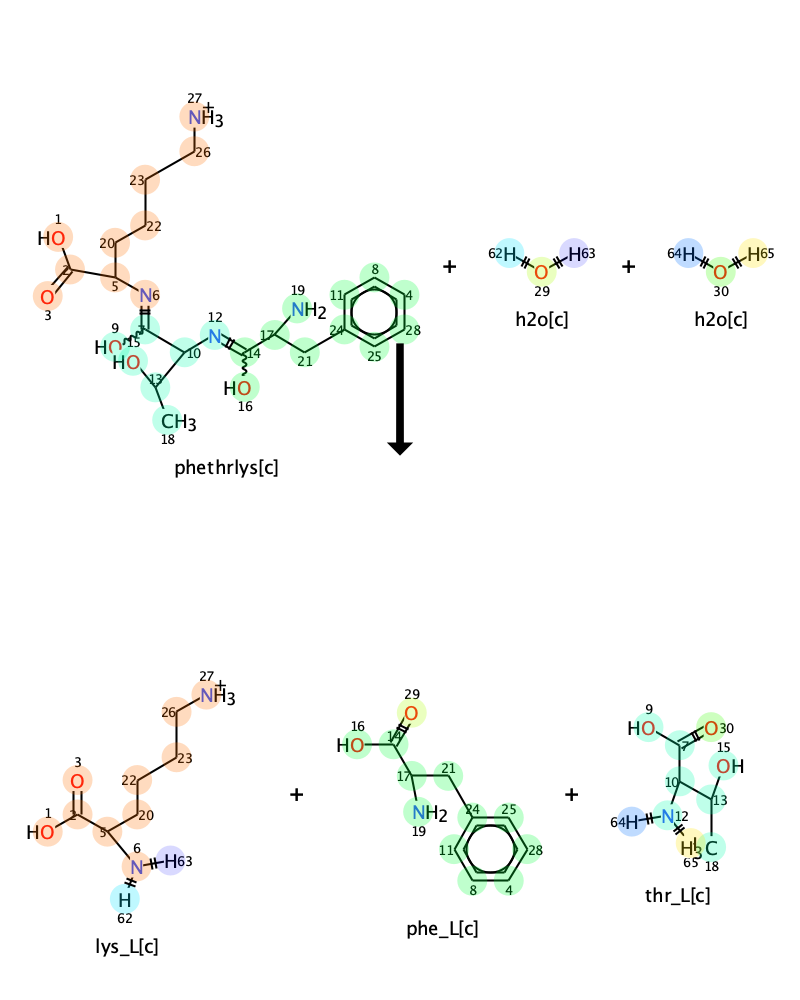 27
NH3+
26
23
1
HO
20
22
2
5
O
3
N6
9
HO
15
HO
7
10
13
CH3
18
12
N
14
HO
16
17
19
NH2
21
24
11
8
4
28
25
phethrlys[c]
+
62H
O
H63
29
h2o[c]
+
64H
O
H65
30
h2o[c]
27
NH3+
26
23
3
O
22
1
HO
2
20
5
6
N
H63
H
62
lys_L[c]
+
29
O
16
HO
14
17
21
NH2
19
24
25
11
28
8
4
phe_L[c]
+
9
HO
7
O30
15
OH
10
13
64H
N12
H3C
65
18
thr_L[c]